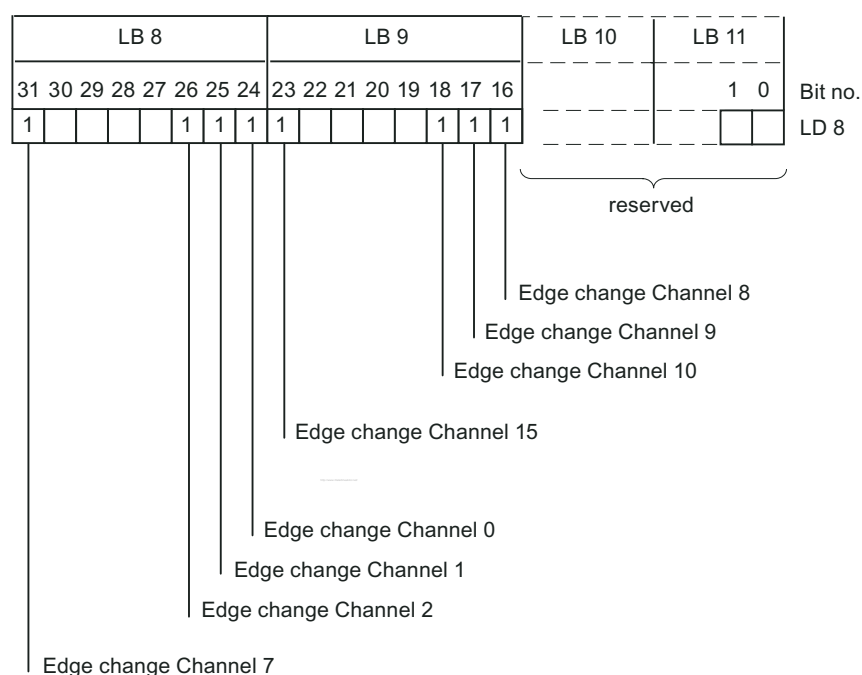 LB 8 LB 9 LB 10 LB 11
31 30 29 28 27 26 25 24 23 22 21 20 19 18 17 16 1 0 Bit no.
1 1 1 1 1 1 1 1 LD 8
reserved
Edge change Channel 8
Edge change Channel 9
Edge change Channel 10
Edge change Channel 15
Edge change Channel 0
Edge change Channel 1
Edge change Channel 2
Edge change Channel 7